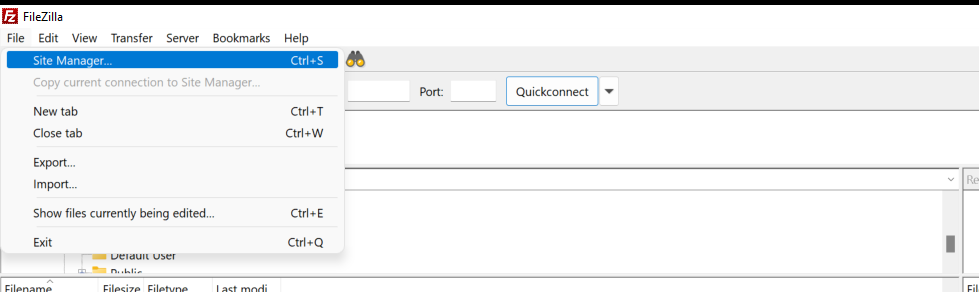 FileZilla
File Edit View Transfer Server Bookmarks Help
Site Manager... Ctrl+S
Copy current connection to Site Manager...
Port: Quickconnect
New tab Ctrl+T
Close tab Ctrl+W
Export...
Import...
Re
Show files currently being edited... Ctrl+E
Exit Ctrl+Q
Default User
Public
Filename Filesize Filetype Last modi... Fil